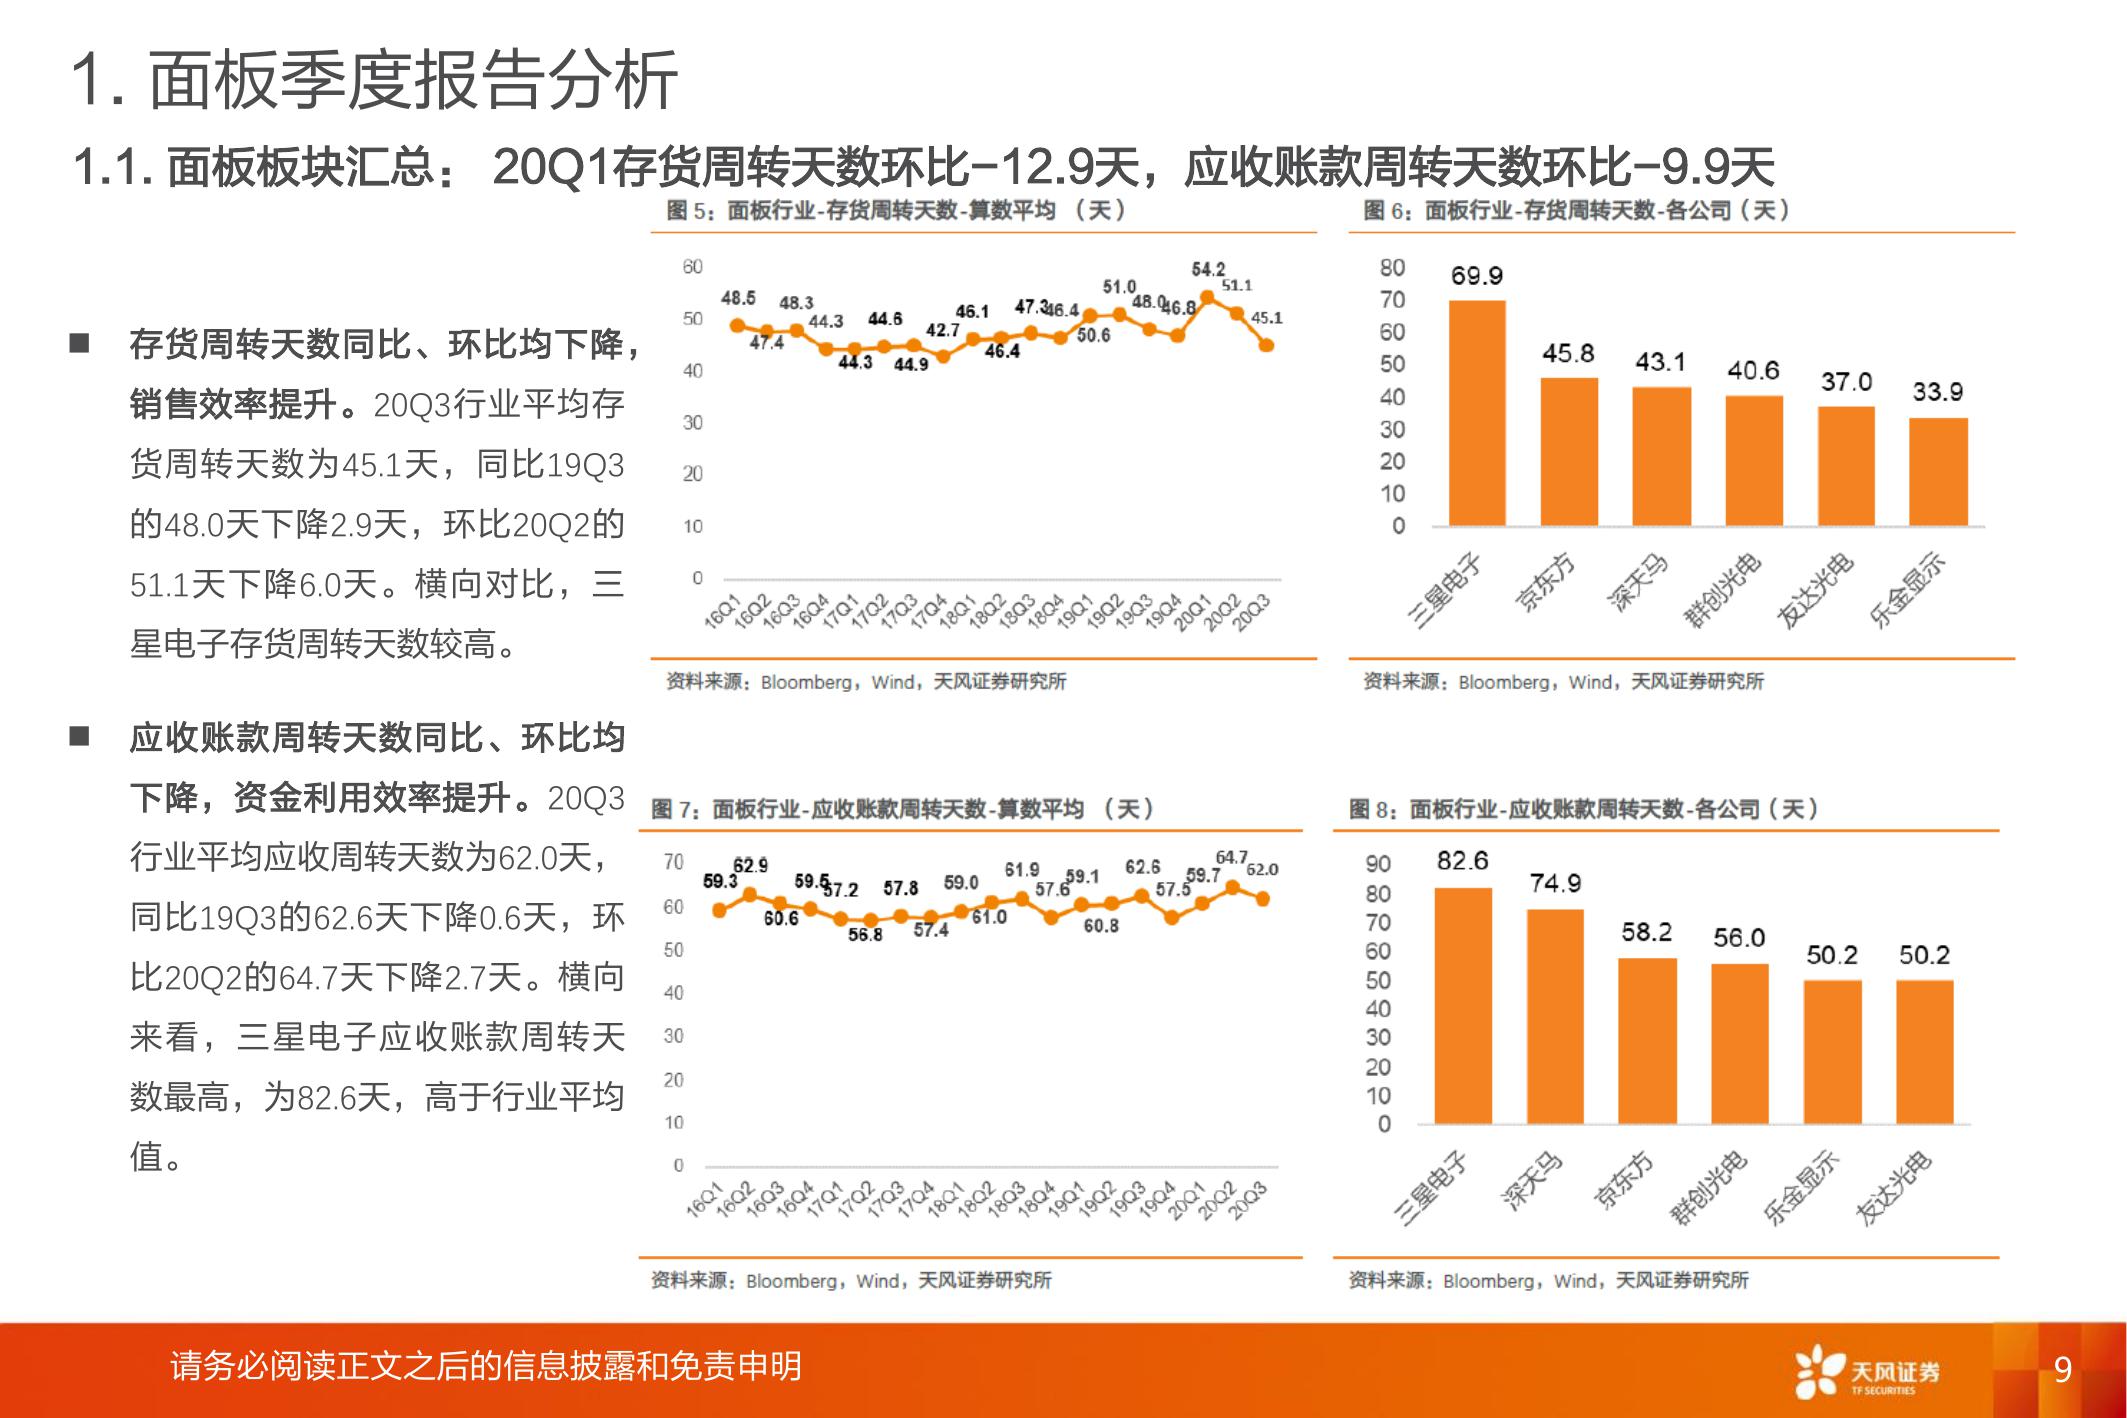 1. 面板季度报告分析
1.1. 面板板块汇总： 20Q1存货周转天数环比-12.9天，应收账款周转天数环比-9.9天
■ 存货周转天数同比、环比均下降，
销售效率提升。20Q3行业平均存
货周转天数为45.1天，同比19Q3
的48.0天下降2.9天，环比20Q2的
51.1天下降6.0天。横向对比，三
星电子存货周转天数较高。
■ 应收账款周转天数同比、环比均
下降，资金利用效率提升。20Q3
行业平均应收周转天数为62.0天，
同比19Q3的62.6天下降0.6天，环
比20Q2的64.7天下降2.7天。横向
来看，三星电子应收账款周转天
数最高，为82.6天，高于行业平均
值。
图 5：面板行业-存货周转天数-算数平均 （天）
60
50
40
30
20
10
0
48.5
47.4
48.3
44.3
44.3
44.6
44.9
42.7
46.1
46.4
47.3
46.4
50.6
51.0
48.0
46.8
54.2
51.1
45.1
16Q1 16Q2 16Q3 16Q4 17Q1 17Q2 17Q3 17Q4 18Q1 18Q2 18Q3 18Q4 19Q1 19Q2 19Q3 19Q4 20Q1 20Q2 20Q3
资料来源：Bloomberg，Wind，天风证券研究所
图 6：面板行业-存货周转天数-各公司（天）
80
70
60
50
40
30
20
10
0
69.9
45.8
43.1
40.6
37.0
33.9
三星电子 京东方 深天马 群创光电 友达光电 乐金显示
资料来源：Bloomberg，Wind，天风证券研究所
图 7：面板行业-应收账款周转天数-算数平均 （天）
70
60
50
40
30
20
10
0
59.3
62.9
60.6
59.5
57.2
56.8
57.8
57.4
59.0
61.0
61.9
57.6
59.1
60.8
62.6
57.5
59.7
64.7
62.0
16Q1 16Q2 16Q3 16Q4 17Q1 17Q2 17Q3 17Q4 18Q1 18Q2 18Q3 18Q4 19Q1 19Q2 19Q3 19Q4 20Q1 20Q2 20Q3
资料来源：Bloomberg，Wind，天风证券研究所
图 8：面板行业-应收账款周转天数-各公司（天）
90
80
70
60
50
40
30
20
10
0
82.6
74.9
58.2
56.0
50.2
50.2
三星电子 深天马 京东方 群创光电 乐金显示 友达光电
资料来源：Bloomberg，Wind，天风证券研究所
请务必阅读正文之后的信息披露和免责申明
天风证券
TF SECURITIES
9